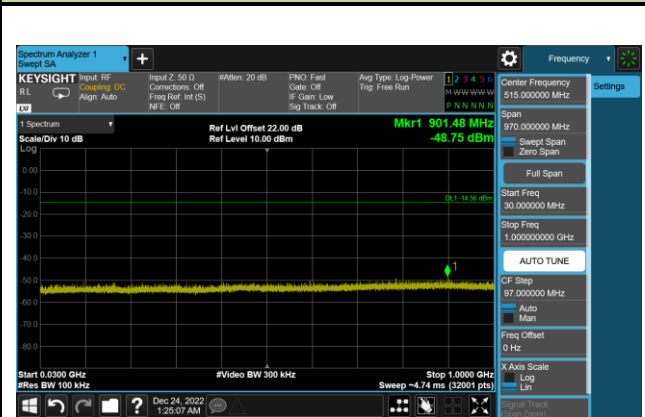 Spectrum Analyzer 1
Swept SA
Frequency
KEYSIGHT
RL
LXI
Input: RF
Coupling: DC
Align: Auto
Input Z: 50 Ω
Corrections: Off
Freq Ref: Int (S)
NFE: Off
#Atten: 20 dB
PNO: Fast
Gate: Off
IF Gain: Low
Sig Track: Off
Avg Type: Log-Power
Trig: Free Run
1 2 3 4 5 6
M W W W W W
P N N N N N
1 Spectrum
Scale/Div 10 dB
Log
Ref Lvl Offset 22.00 dB
Ref Level 10.00 dBm
Mkr1 901.48 MHz
-48.75 dBm
0.00
-10.0
DL1 -14.56 dBm
-20.0
-30.0
-40.0
1
-50.0
-60.0
-70.0
-80.0
Start 0.0300 GHz
#Res BW 100 kHz
#Video BW 300 kHz
Stop 1.0000 GHz
Sweep ~4.74 ms (32001 pts)
Center Frequency
515.000000 MHz
Settings
Span
970.000000 MHz
Swept Span
Zero Span
Full Span
Start Freq
30.000000 MHz
Stop Freq
1.000000000 GHz
AUTO TUNE
CF Step
97.000000 MHz
Auto
Man
Freq Offset
0 Hz
X Axis Scale
Log
Lin
Signal Track
(Span Zoom)
?
Dec 24, 2022
1:25:07 AM